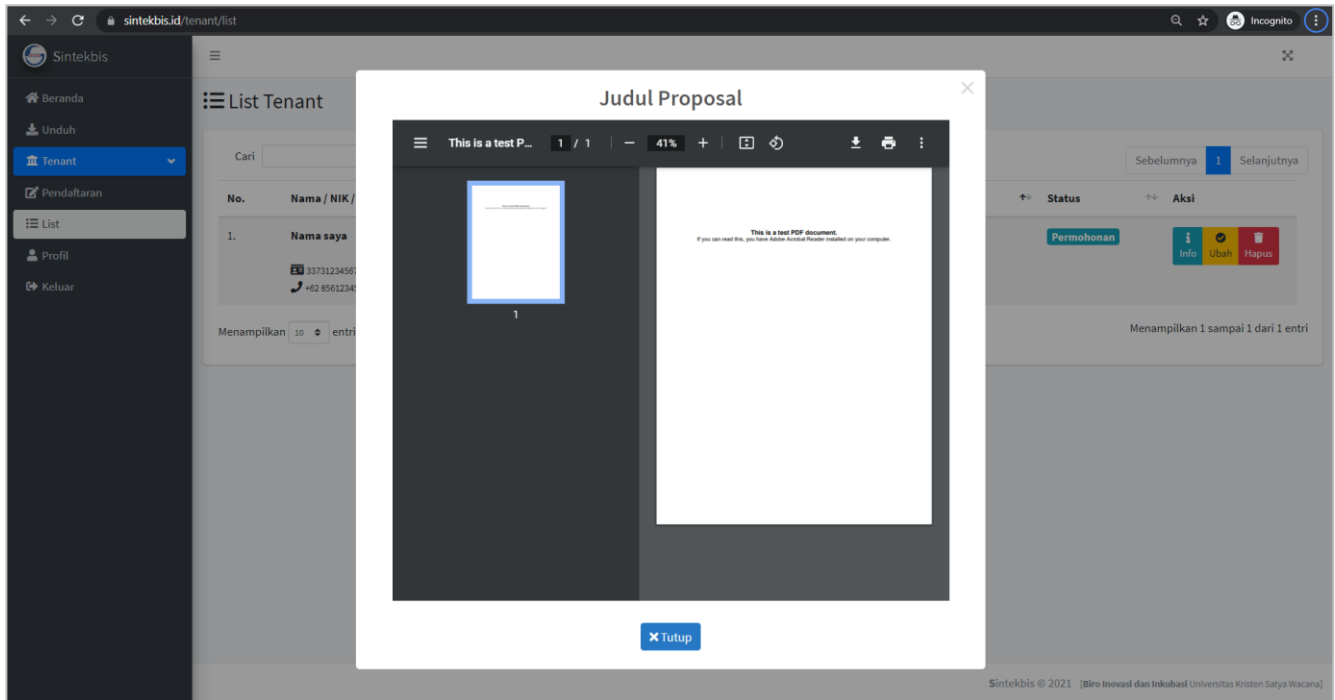 sintekbis.id/tenant/list
Incognito
Sintekbis
Beranda
Unduh
Tenant
Pendaftaran
List
Profil
Keluar
List Tenant
Cari
Sebelumnya 1 Selanjutnya
No. Nama / NIK / Status Aksi
1. Nama saya Permohonan Info Ubah Hapus
33731234567
+62 8561234
Menampilkan 10 entri
Menampilkan 1 sampai 1 dari 1 entri
Judul Proposal
This is a test P... 1 / 1 − 41% +
1
This is a test PDF document.
If you can read this, you have Adobe Acrobat Reader installed on your computer.
Tutup
Sintekbis © 2021 [Biro Inovasi dan Inkubasi Universitas Kristen Satya Wacana]